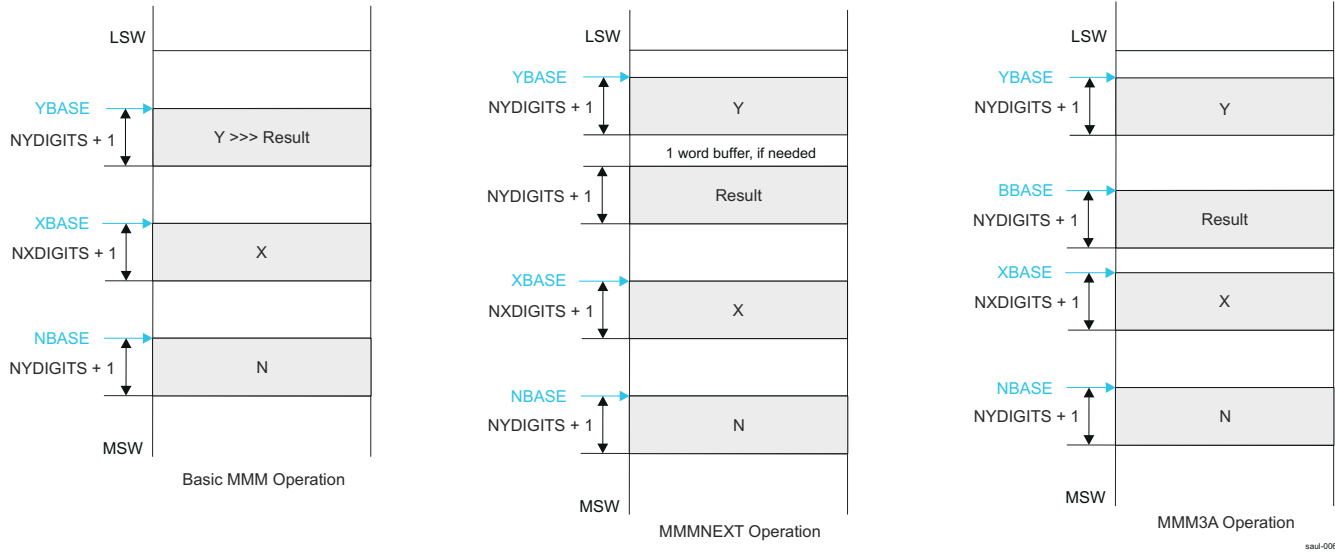 LSW
YBASE
NYDIGITS + 1
Y >>> Result
XBASE
NXDIGITS + 1
X
NBASE
NYDIGITS + 1
N
MSW
Basic MMM Operation
LSW
YBASE
NYDIGITS + 1
Y
1 word buffer, if needed
NYDIGITS + 1
Result
XBASE
NXDIGITS + 1
X
NBASE
NYDIGITS + 1
N
MSW
MMMNEXT Operation
LSW
YBASE
NYDIGITS + 1
Y
BBASE
NYDIGITS + 1
Result
XBASE
NXDIGITS + 1
X
NBASE
NYDIGITS + 1
N
MSW
MMM3A Operation
saul-006